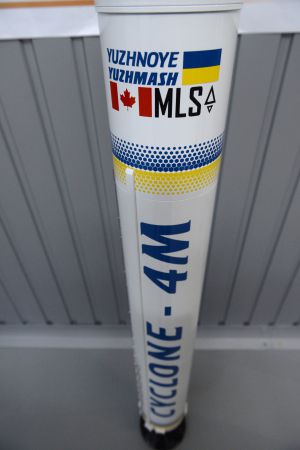 YUZHNOYE
YUZHMASH
MLS
CYCLONE - 4M